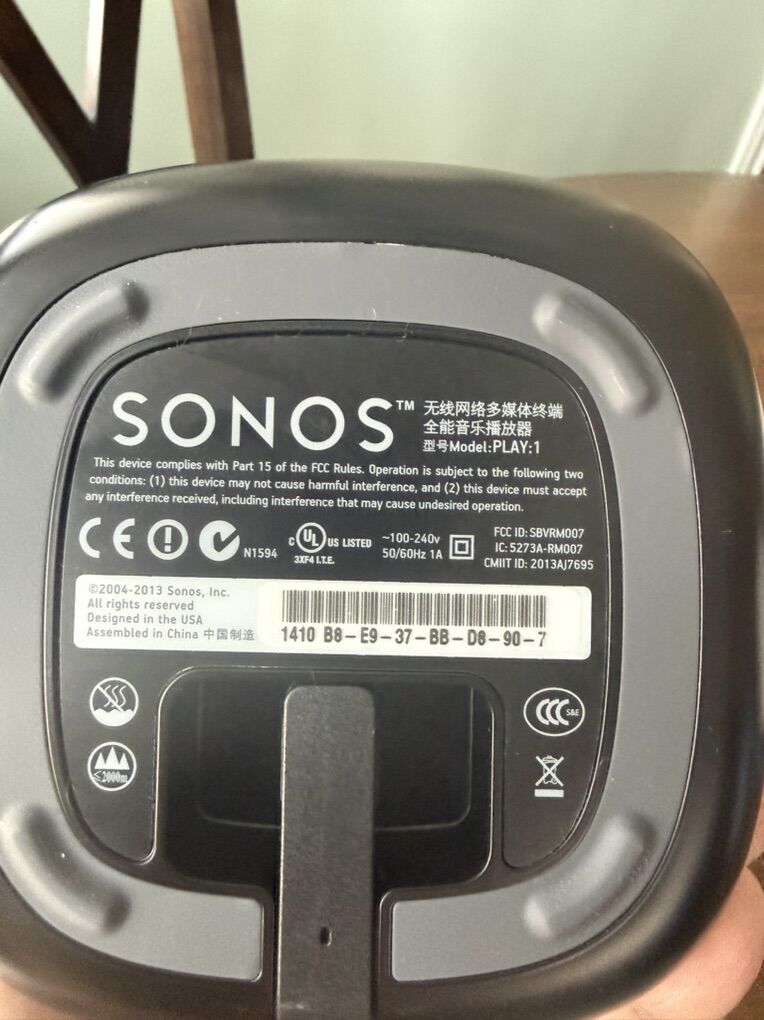 SONOS™
无线网络多媒体终端
全能音乐播放器
型号Model:PLAY:1
This device complies with Part 15 of the FCC Rules. Operation is subject to the following two
conditions: (1) this device may not cause harmful interference, and (2) this device must accept
any interference received, including interference that may cause undesired operation.
CE
N1594
C UL US LISTED
3XF4 I.T.E.
~100-240v
50/60Hz 1A
FCC ID: SBVRM007
IC: 5273A-RM007
CMIIT ID: 2013AJ7695
©2004-2013 Sonos, Inc.
All rights reserved
Designed in the USA
Assembled in China 中国制造
1410 B8-E9-37-BB-D8-90-7
CCC S&E
≤2000m